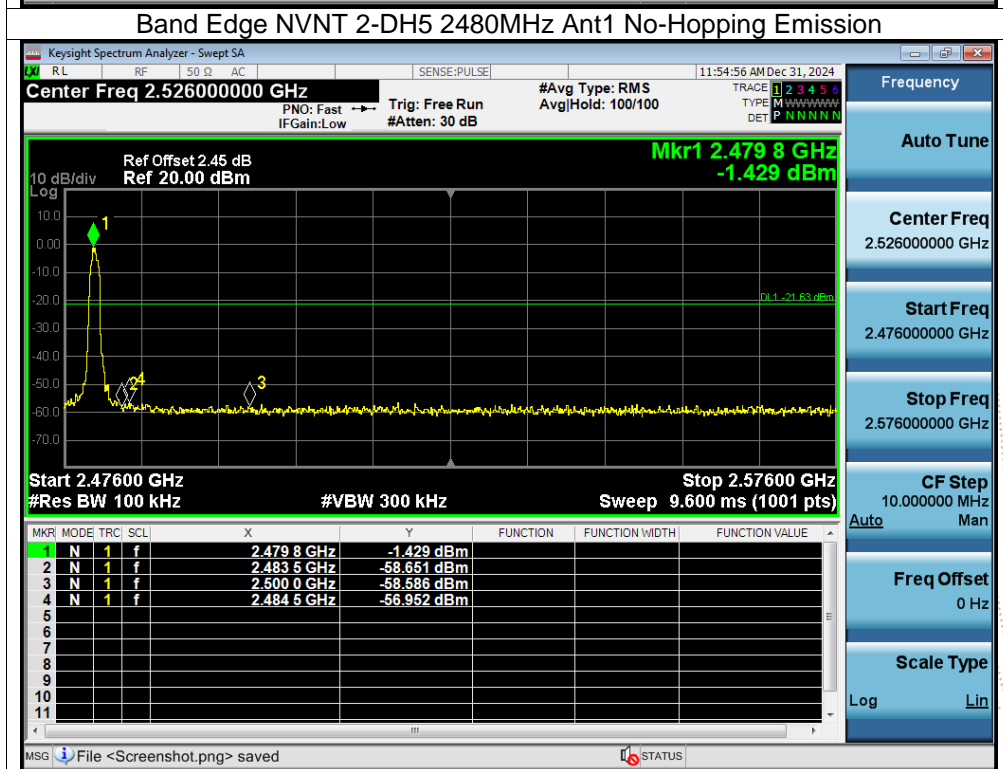 Band Edge NVNT 2-DH5 2480MHz Ant1 No-Hopping Emission
Keysight Spectrum Analyzer - Swept SA
LXI RL RF 50 Ω AC SENSE:PULSE 11:54:56 AM Dec 31, 2024
Center Freq 2.526000000 GHz #Avg Type: RMS TRACE 1 2 3 4 5 6
PNO: Fast Trig: Free Run Avg|Hold: 100/100 TYPE M W W W W W
IFGain:Low #Atten: 30 dB DET P N N N N N
Frequency
Auto Tune
Ref Offset 2.45 dB Mkr1 2.479 8 GHz
10 dB/div Ref 20.00 dBm -1.429 dBm
Log
10.0
1
0.00
-10.0
-20.0
DL1 -21.63 dBm
-30.0
-40.0
-50.0
2 4 3
-60.0
-70.0
Start 2.47600 GHz Stop 2.57600 GHz
#Res BW 100 kHz #VBW 300 kHz Sweep 9.600 ms (1001 pts)
MKR MODE TRC SCL X Y FUNCTION FUNCTION WIDTH FUNCTION VALUE
1 N 1 f 2.479 8 GHz -1.429 dBm
2 N 1 f 2.483 5 GHz -58.651 dBm
3 N 1 f 2.500 0 GHz -58.586 dBm
4 N 1 f 2.484 5 GHz -56.952 dBm
5
6
7
8
9
10
11
Center Freq
2.526000000 GHz
Start Freq
2.476000000 GHz
Stop Freq
2.576000000 GHz
CF Step
10.000000 MHz
Auto Man
Freq Offset
0 Hz
Scale Type
Log Lin
MSG File <Screenshot.png> saved STATUS